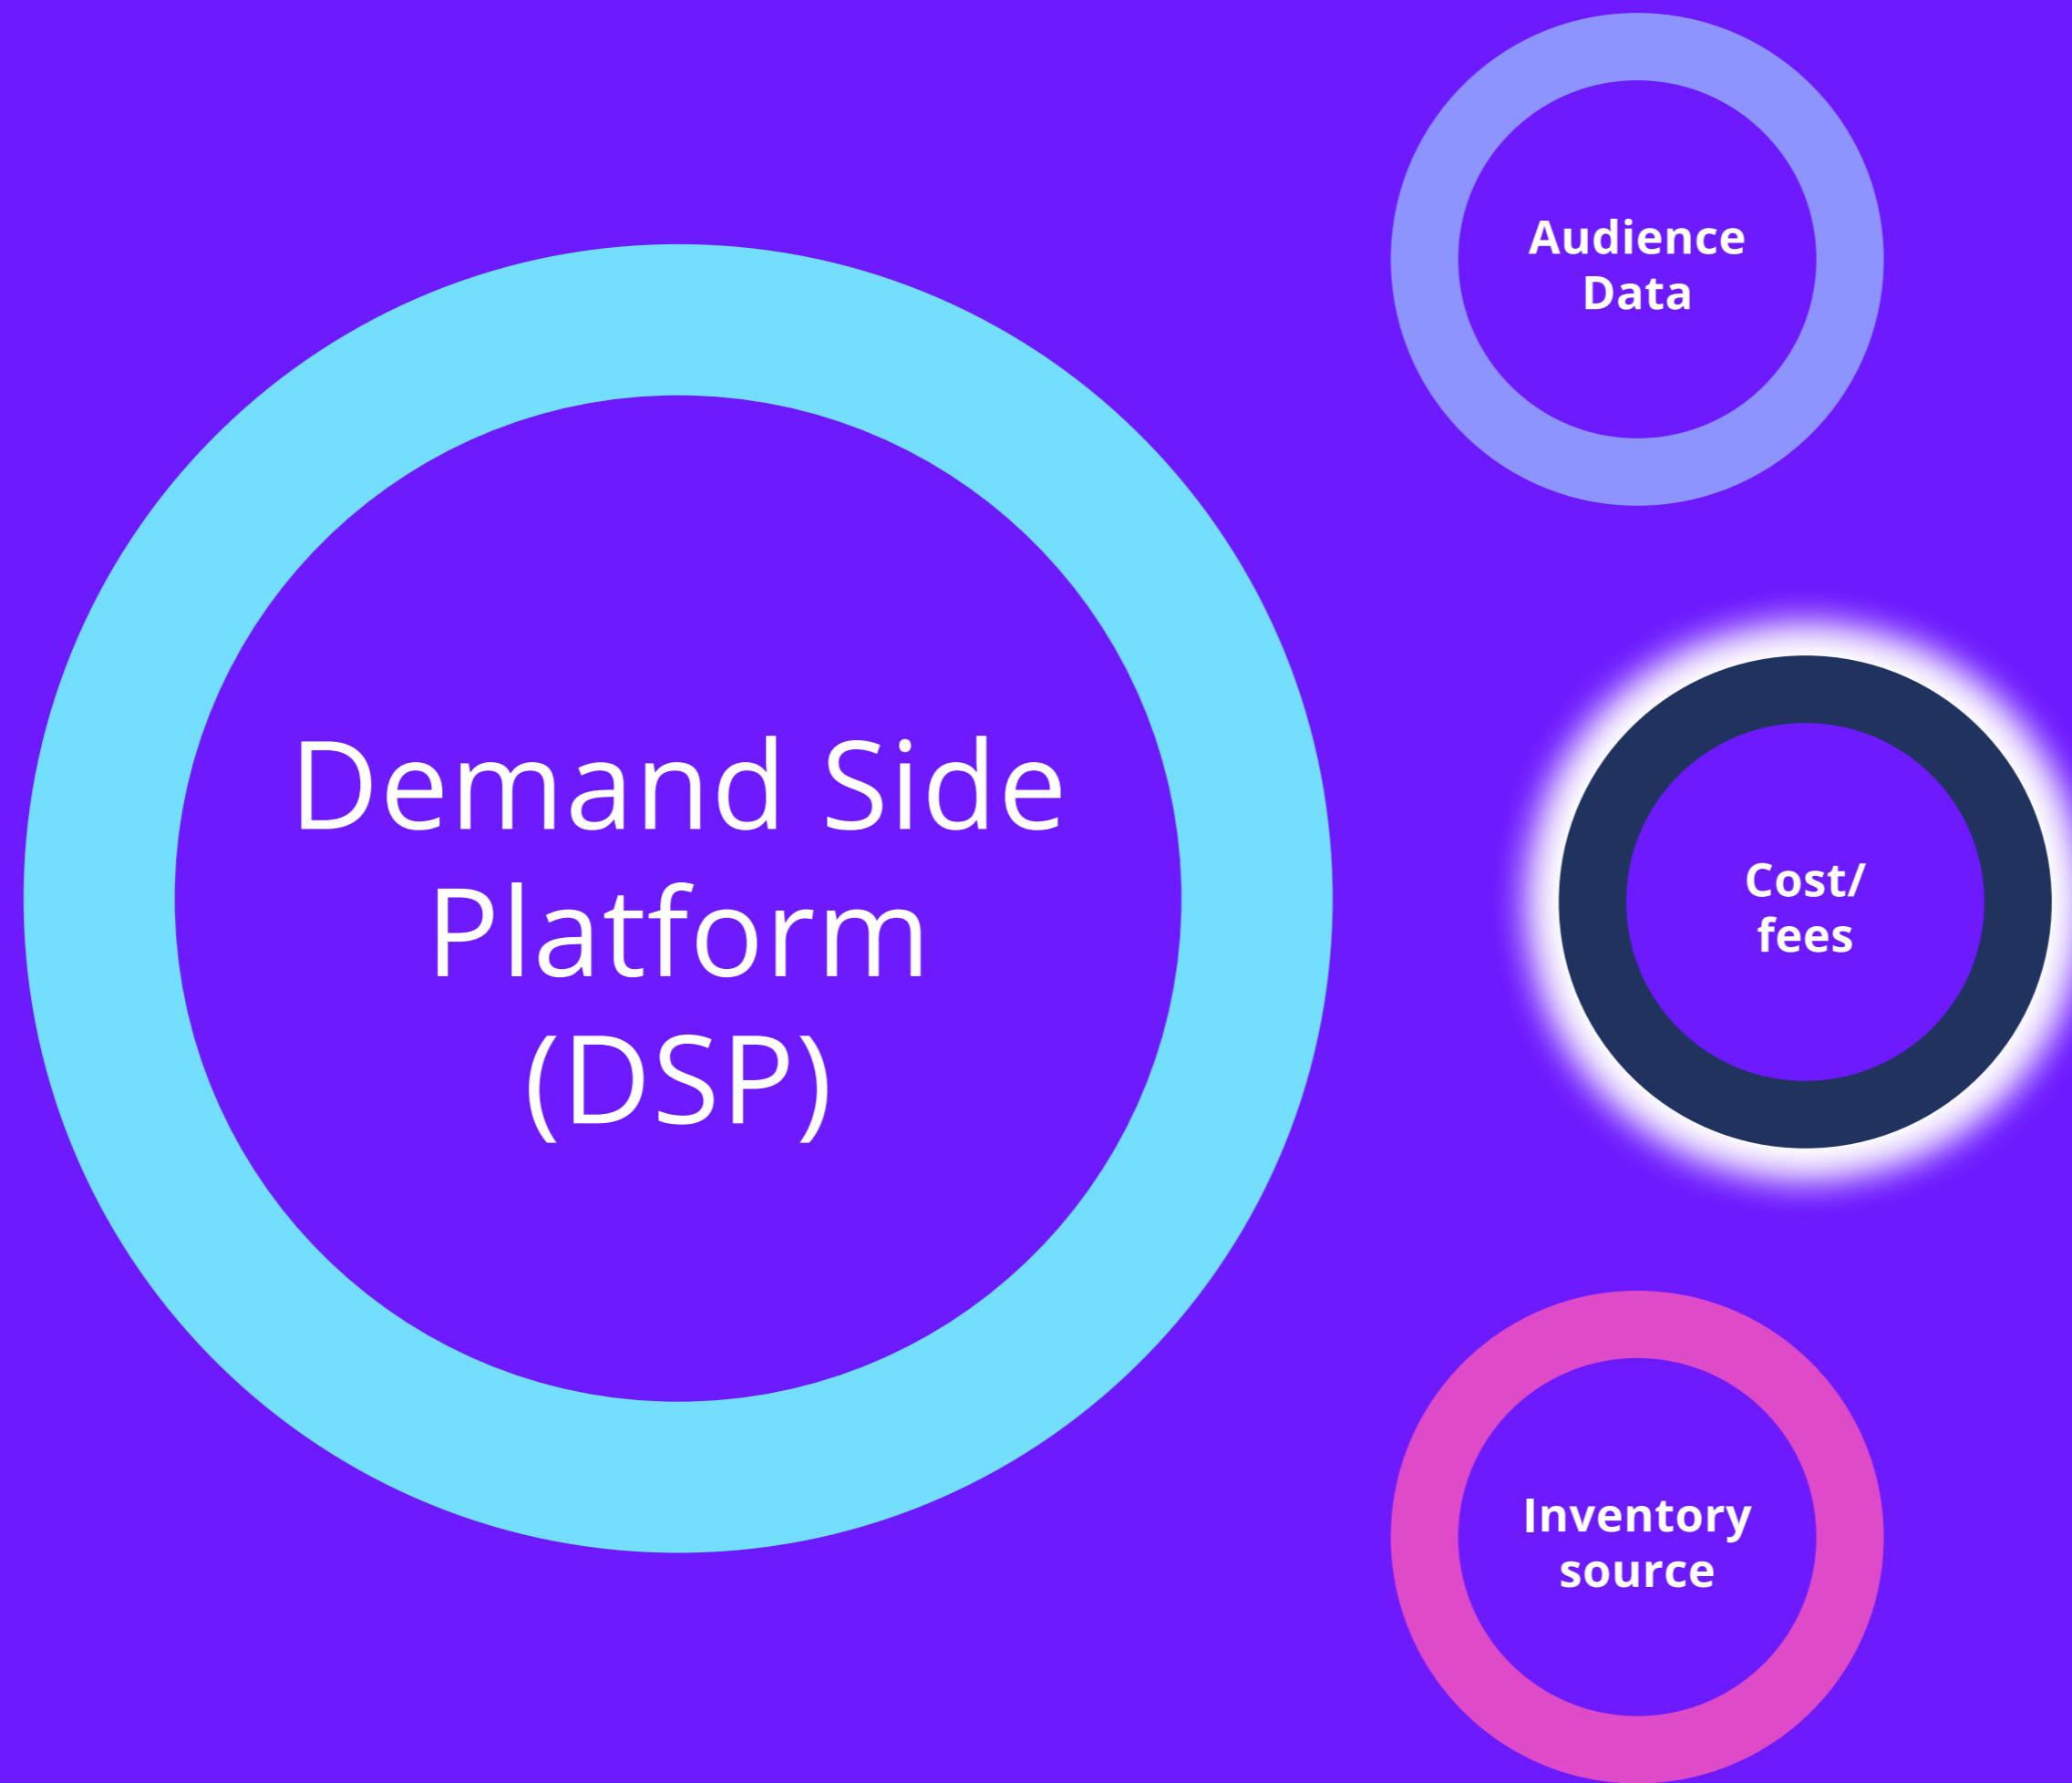 Audience
Data
Demand Side
Platform
(DSP)
Cost/
fees
Inventory
source